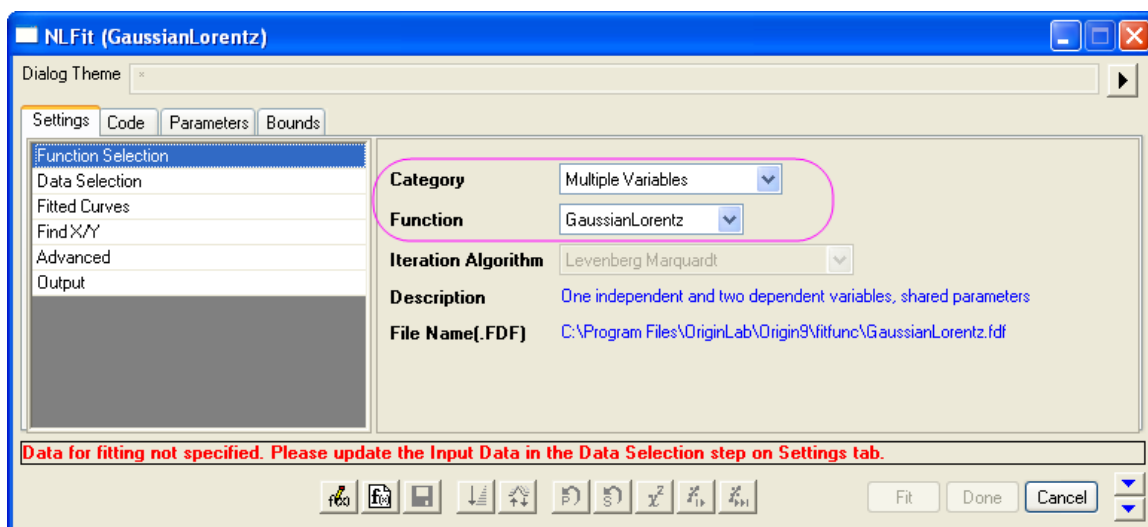 NLFit (GaussianLorentz)
Dialog Theme *
Settings Code Parameters Bounds
Function Selection
Data Selection
Fitted Curves
Find X/Y
Advanced
Output
Category Multiple Variables
Function GaussianLorentz
Iteration Algorithm Levenberg Marquardt
Description One independent and two dependent variables, shared parameters
File Name(.FDF) C:\Program Files\OriginLab\Origin9\fitfunc\GaussianLorentz.fdf
Data for fitting not specified. Please update the Input Data in the Data Selection step on Settings tab.
Fit Done Cancel